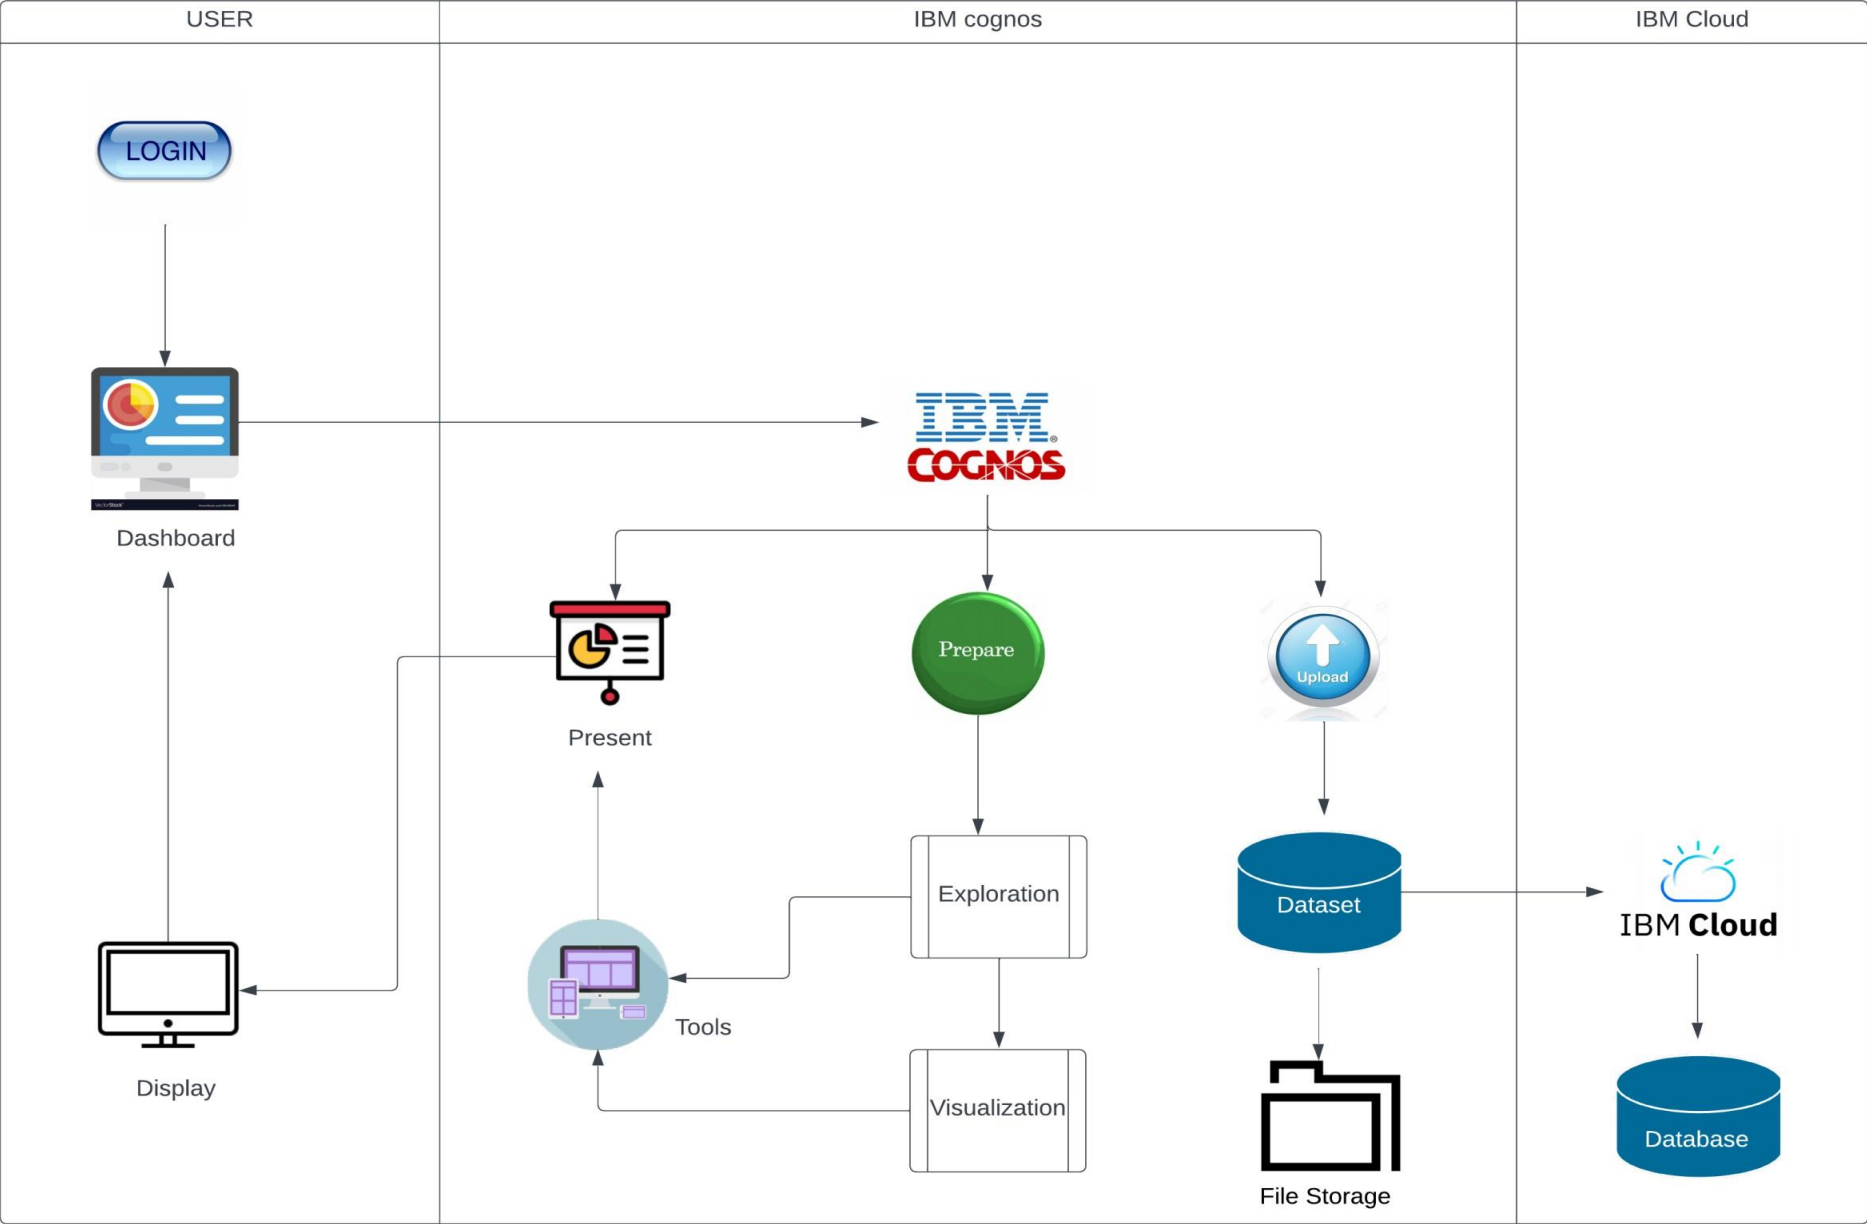 USER
IBM cognos
IBM Cloud
LOGIN
Dashboard
IBM®
COGNOS
Present
Prepare
Upload
Exploration
Dataset
IBM Cloud
Tools
Display
Visualization
File Storage
Database
VectorStock®